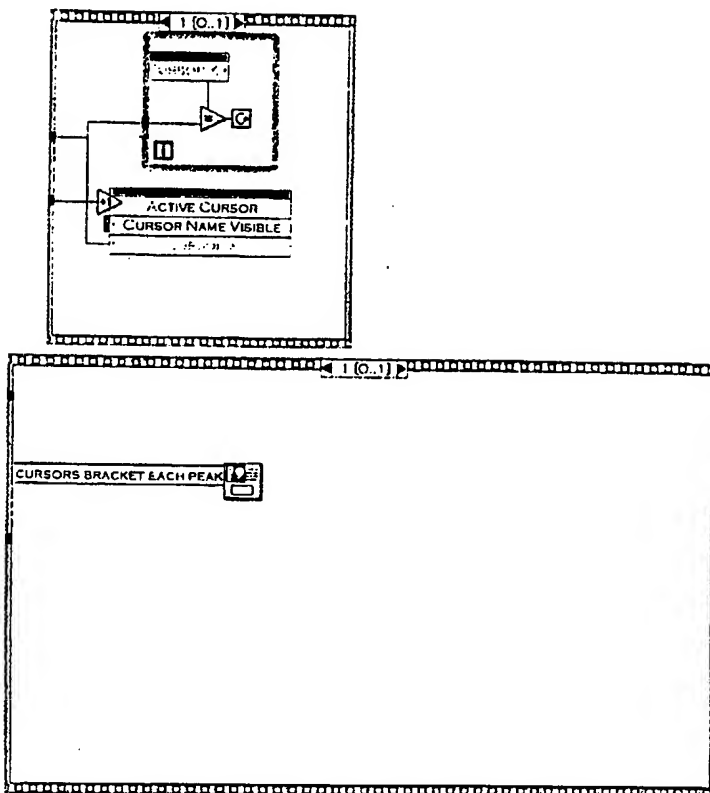 1 [0..1]
ACTIVE CURSOR
CURSOR NAME VISIBLE
1 [0..1]
CURSORS BRACKET EACH PEAK